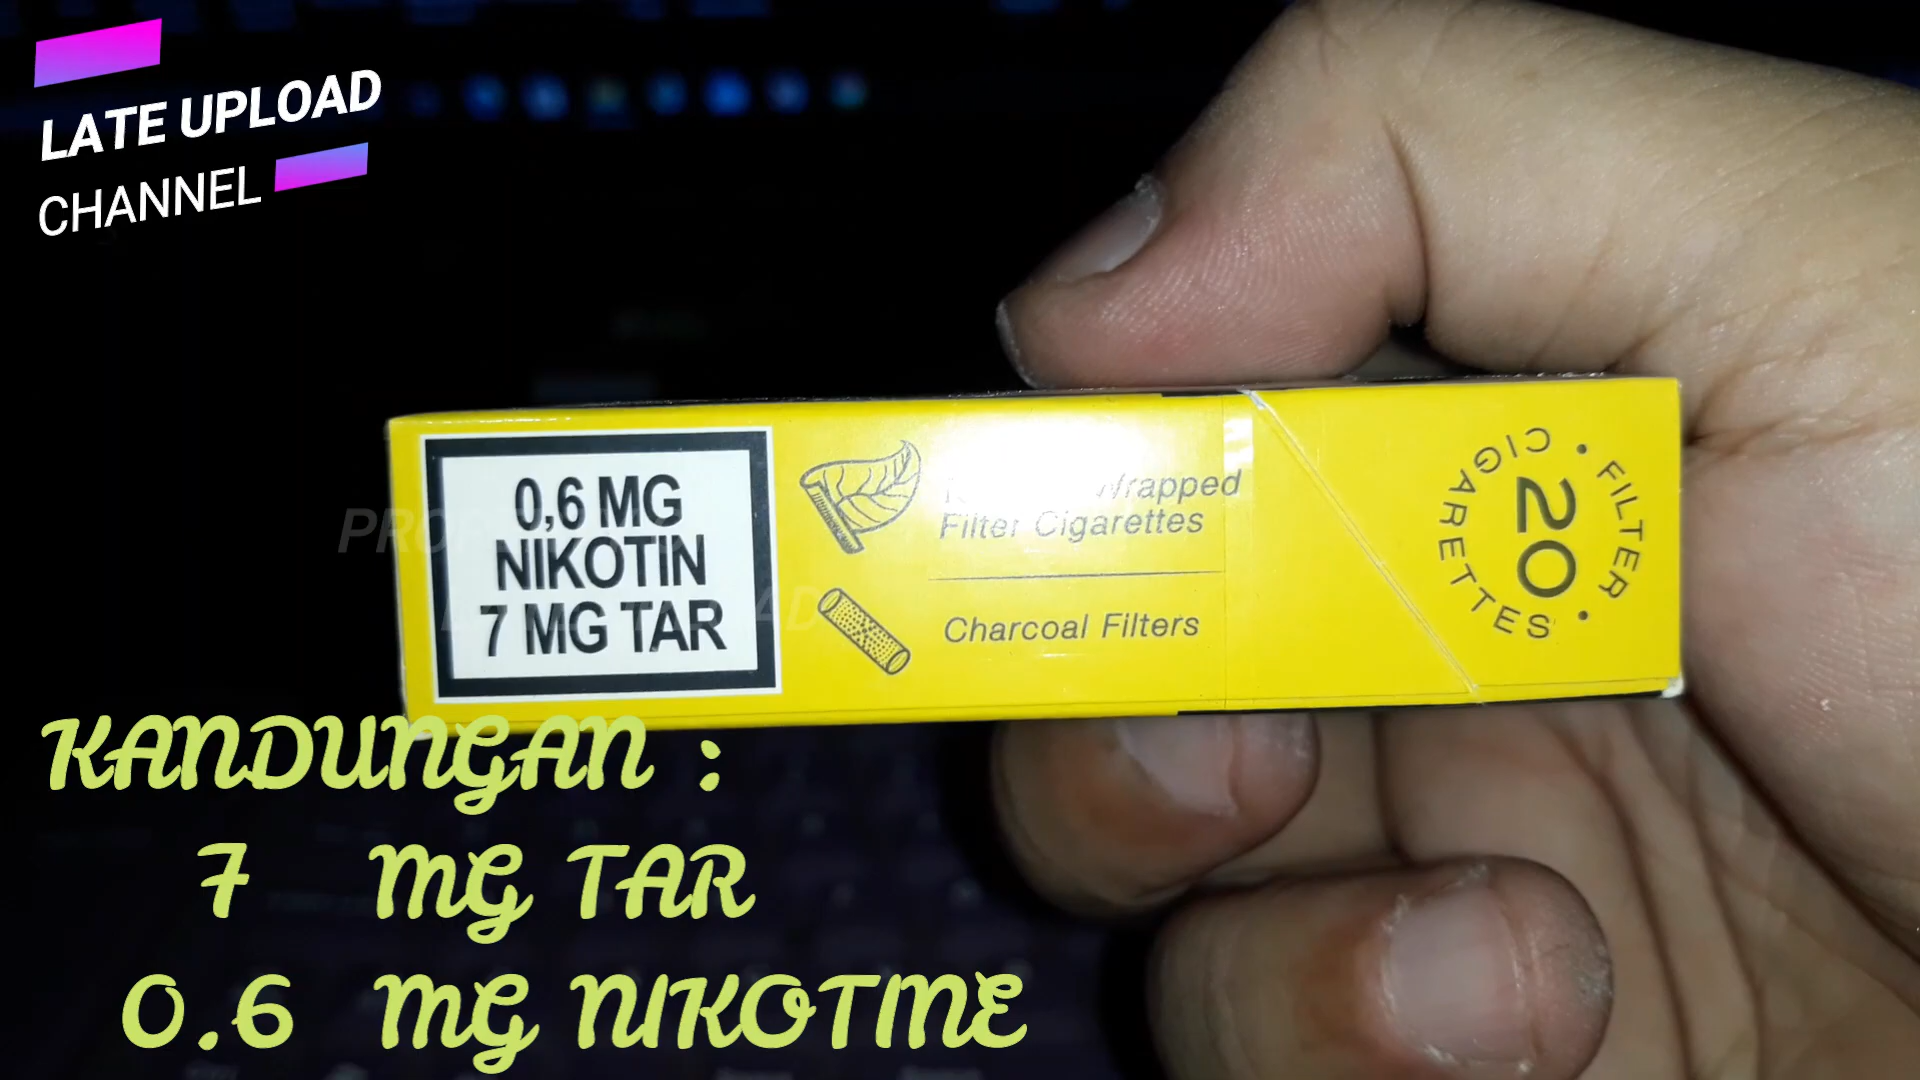 LATE UPLOAD
CHANNEL
0,6 MG
NIKOTIN
7 MG TAR
Wrapped
Filter Cigarettes
Charcoal Filters
FILTER CIGARETTES
20
KANDUNGAN :
7 MG TAR
0.6 MG NIKOTINE